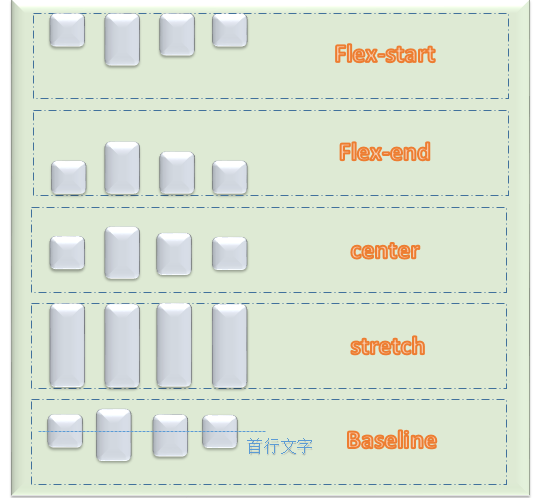 Flex-start
Flex-end
center
stretch
首行文字
Baseline